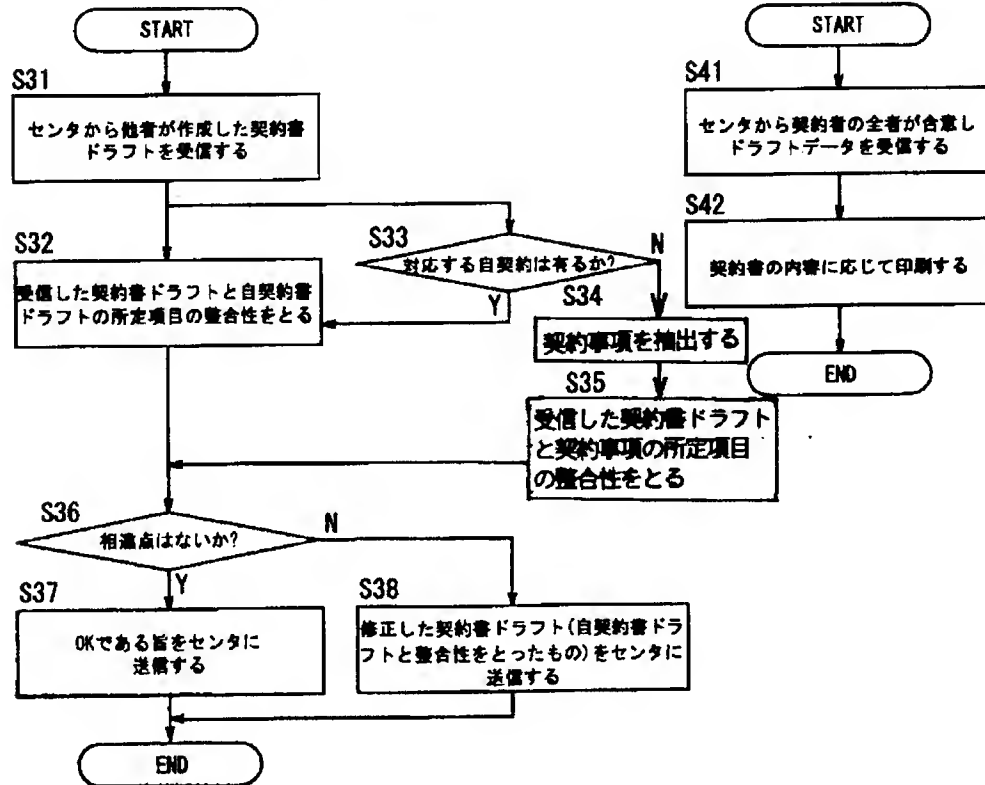 START
S31
センタから他者が作成した契約書
ドラフトを受信する
S32
受信した契約書ドラフトと自契約書
ドラフトの所定項目の整合性をとる
S33
対応する自契約は有るか?
N
Y
S34
契約事項を抽出する
S35
受信した契約書ドラフト
と契約事項の所定項目
の整合性をとる
S36
相違点はないか?
N
Y
S37
OKである旨をセンタに
送信する
S38
修正した契約書ドラフト(自契約書ドラ
フトと整合性をとったもの)をセンタに
送信する
END
START
S41
センタから契約者の全者が合意し
ドラフトデータを受信する
S42
契約書の内容に応じて印刷する
END